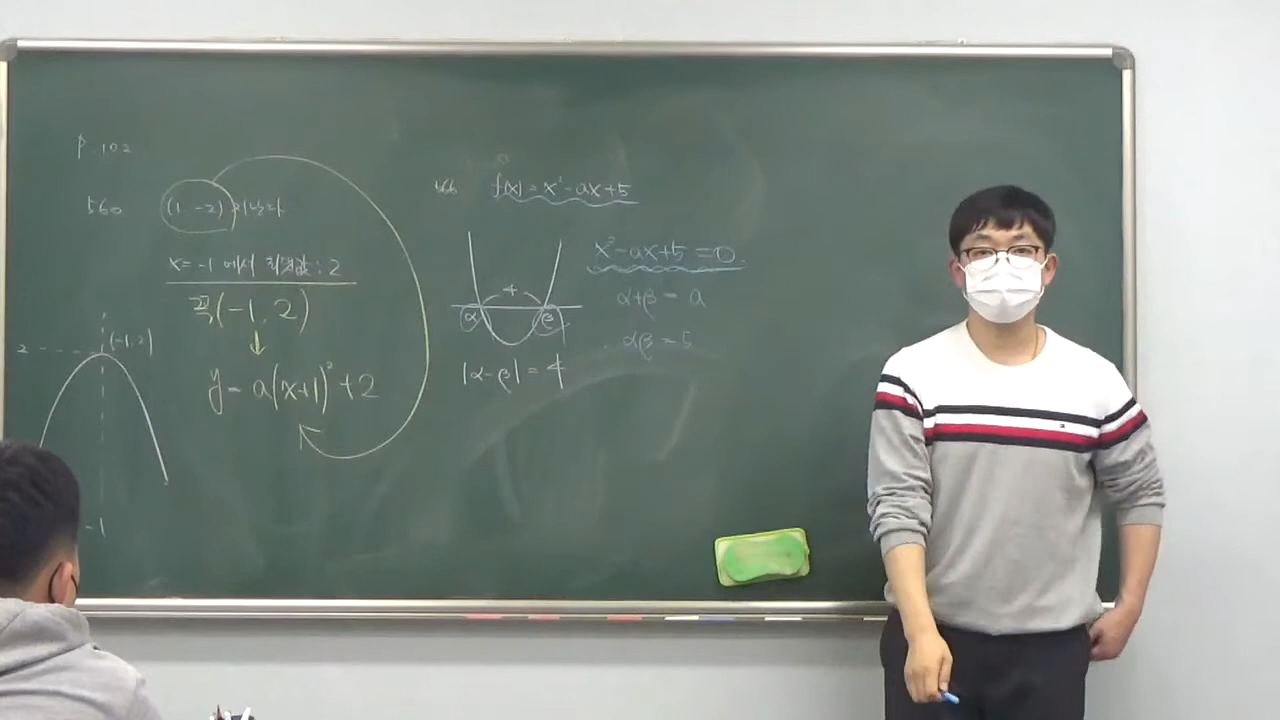 p.102
560 (1, -2) 지난다
x = -1 에서 최댓값 : 2
꼭(-1, 2)
y = a(x+1)² + 2
2
(-1, 2)
-1
566 f(x) = x² - ax + 5
4
α β
|α - β| = 4
x² - ax + 5 = 0.
α + β = a
αβ = 5